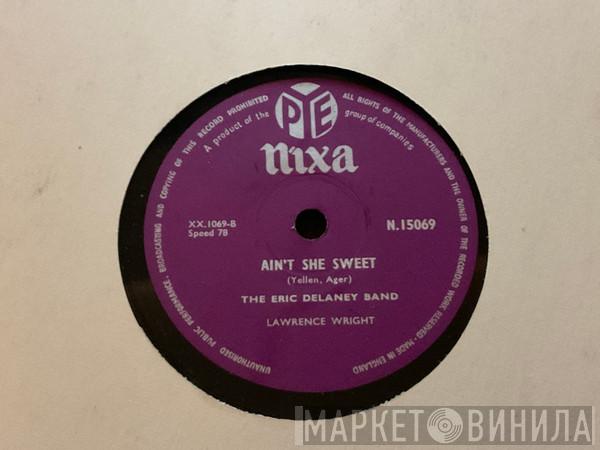 UNAUTHORISED PUBLIC PERFORMANCE, BROADCASTING AND COPYING OF THIS RECORD PROHIBITED
ALL RIGHTS OF THE MANUFACTURERS AND THE OWNER OF THE RECORDED WORK RESERVED · MADE IN ENGLAND
A product of the
PYE
group of companies
nixa
XX.1069-B
Speed 78
N.15069
AIN'T SHE SWEET
(Yellen, Ager)
THE ERIC DELANEY BAND
LAWRENCE WRIGHT
МАРКЕТ ВИНИЛА